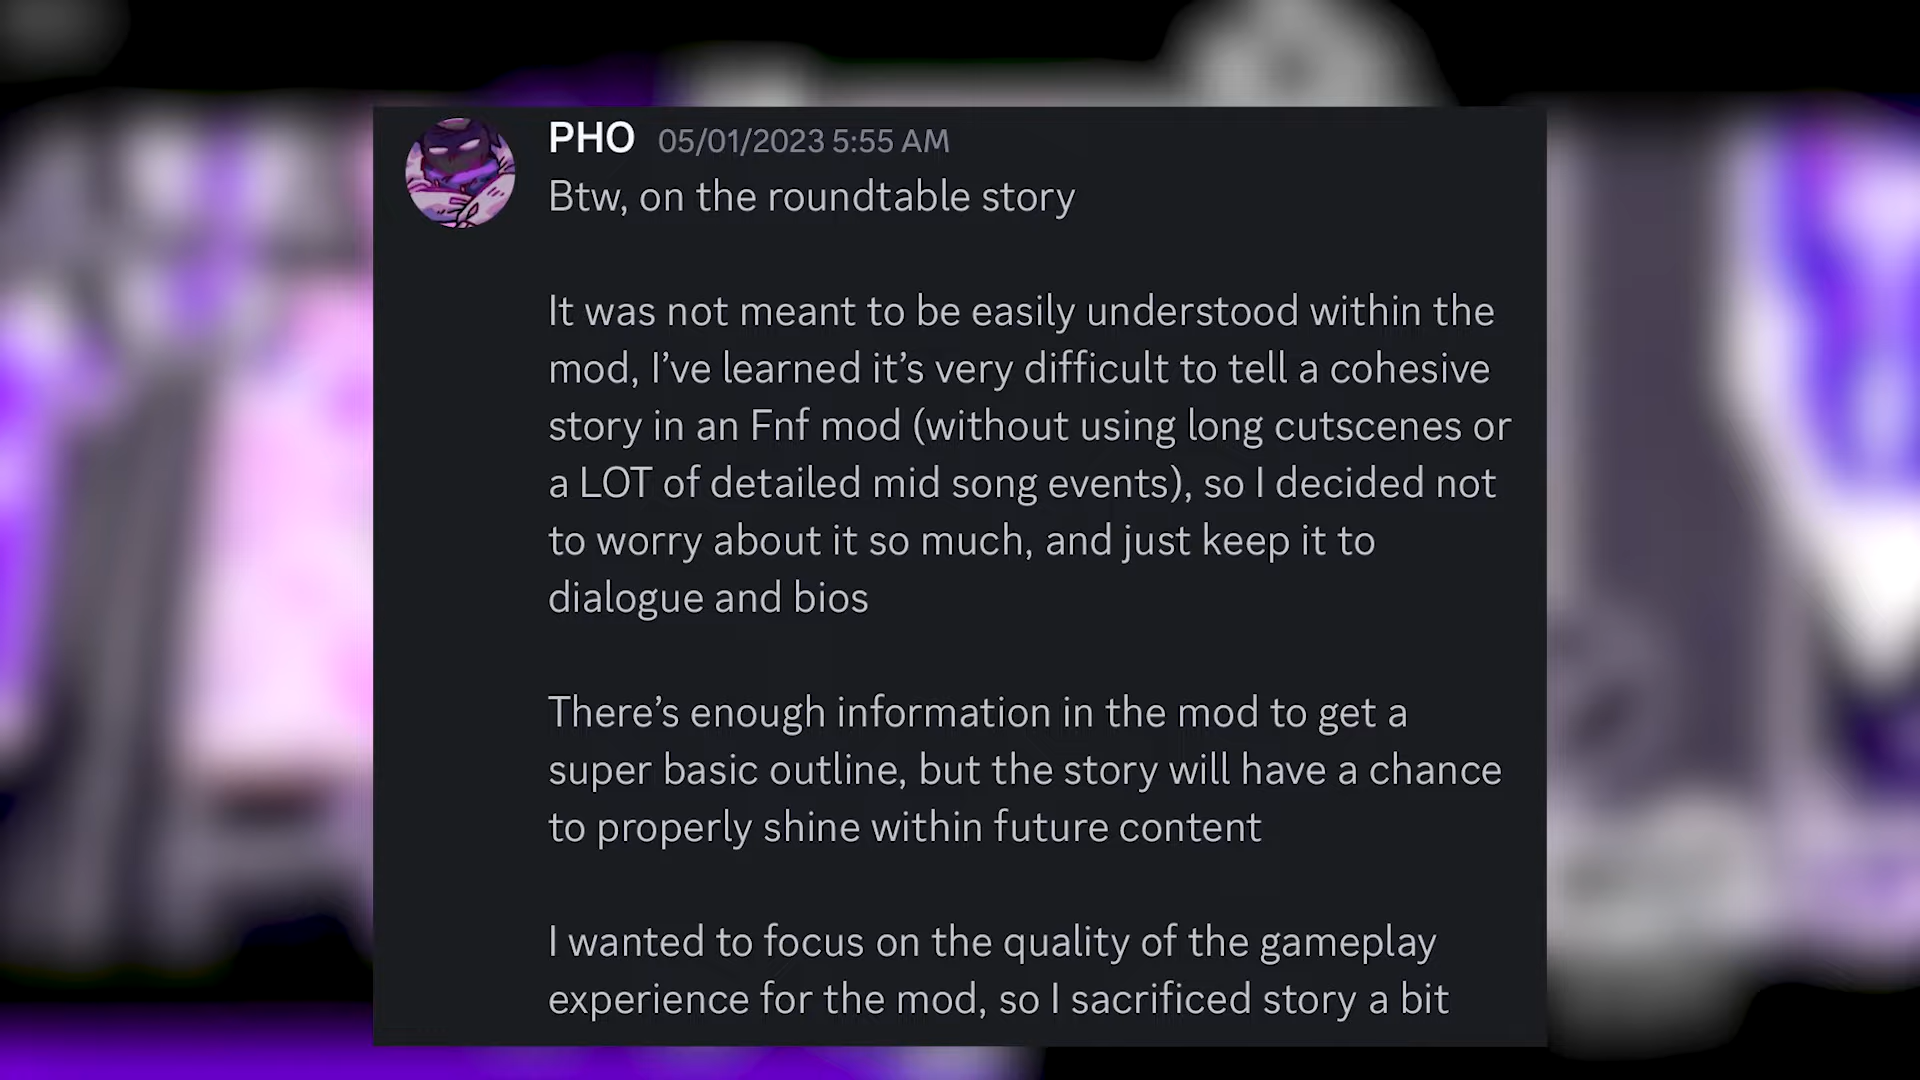 PHO 05/01/2023 5:55 AM
Btw, on the roundtable story
It was not meant to be easily understood within the
mod, I’ve learned it’s very difficult to tell a cohesive
story in an Fnf mod (without using long cutscenes or
a LOT of detailed mid song events), so I decided not
to worry about it so much, and just keep it to
dialogue and bios
There’s enough information in the mod to get a
super basic outline, but the story will have a chance
to properly shine within future content
I wanted to focus on the quality of the gameplay
experience for the mod, so I sacrificed story a bit